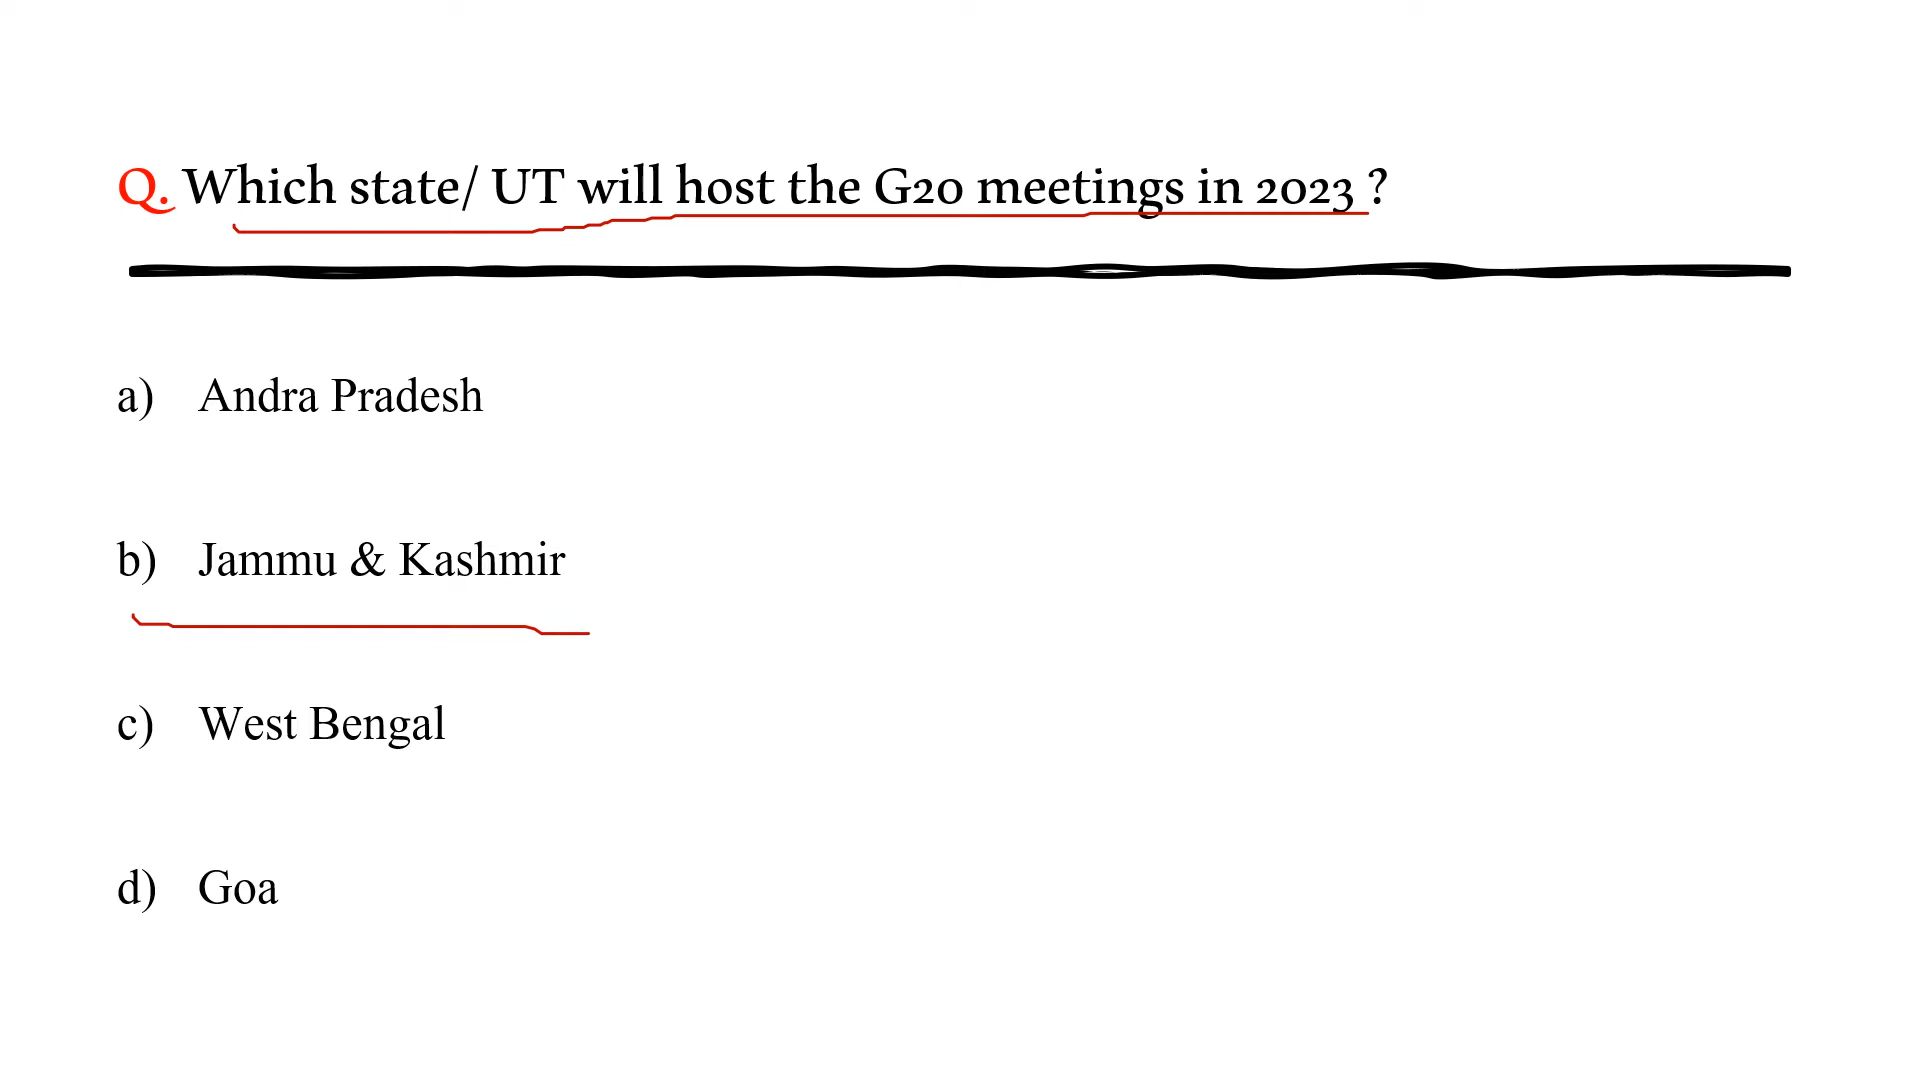 Q. Which state/ UT will host the G20 meetings in 2023 ?
a) Andra Pradesh
b) Jammu & Kashmir
c) West Bengal
d) Goa